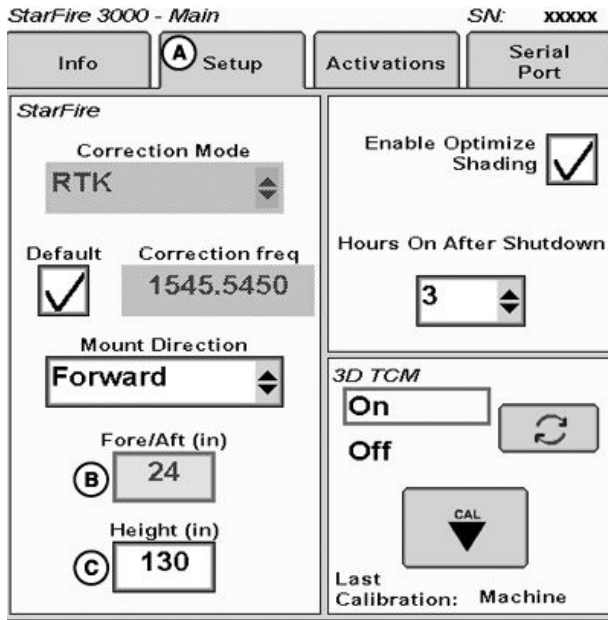 StarFire 3000 - Main SN: xxxxx
Info A Setup Activations Serial Port
StarFire
Correction Mode
RTK
Default Correction freq
1545.5450
Mount Direction
Forward
Fore/Aft (in)
B 24
Height (in)
C 130
Enable Optimize
Shading
Hours On After Shutdown
3
3D TCM
On
Off
CAL
Last
Calibration: Machine